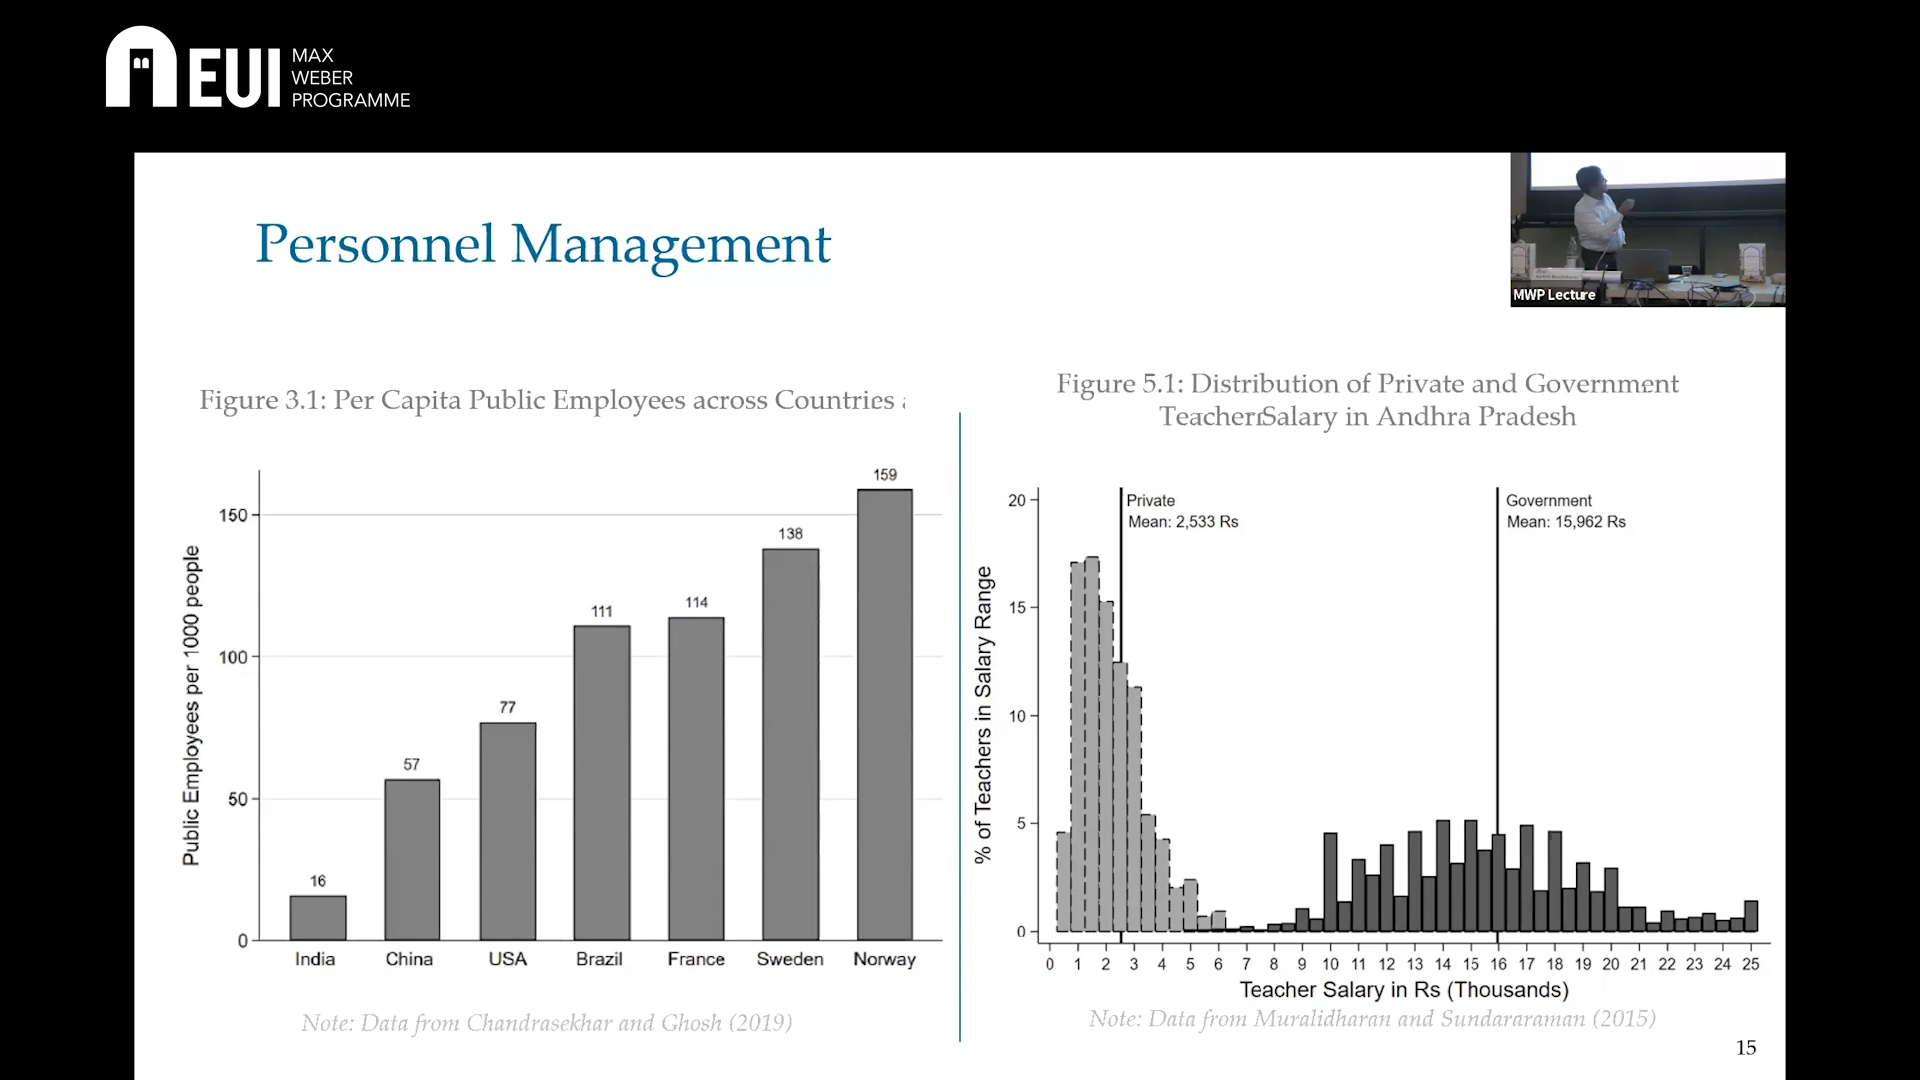 EUI
MAX
WEBER
PROGRAMME
Personnel Management
MWP Lecture
Figure 3.1: Per Capita Public Employees across Countries
159
150
138
111
114
100
77
57
50
16
0
Public Employees per 1000 people
India China USA Brazil France Sweden Norway
Note: Data from Chandrasekhar and Ghosh (2019)
Figure 5.1: Distribution of Private and Government
Teacher Salary in Andhra Pradesh
Private
Mean: 2,533 Rs
Government
Mean: 15,962 Rs
20
15
10
5
0
% of Teachers in Salary Range
0 1 2 3 4 5 6 7 8 9 10 11 12 13 14 15 16 17 18 19 20 21 22 23 24 25
Teacher Salary in Rs (Thousands)
Note: Data from Muralidharan and Sundararaman (2015)
15